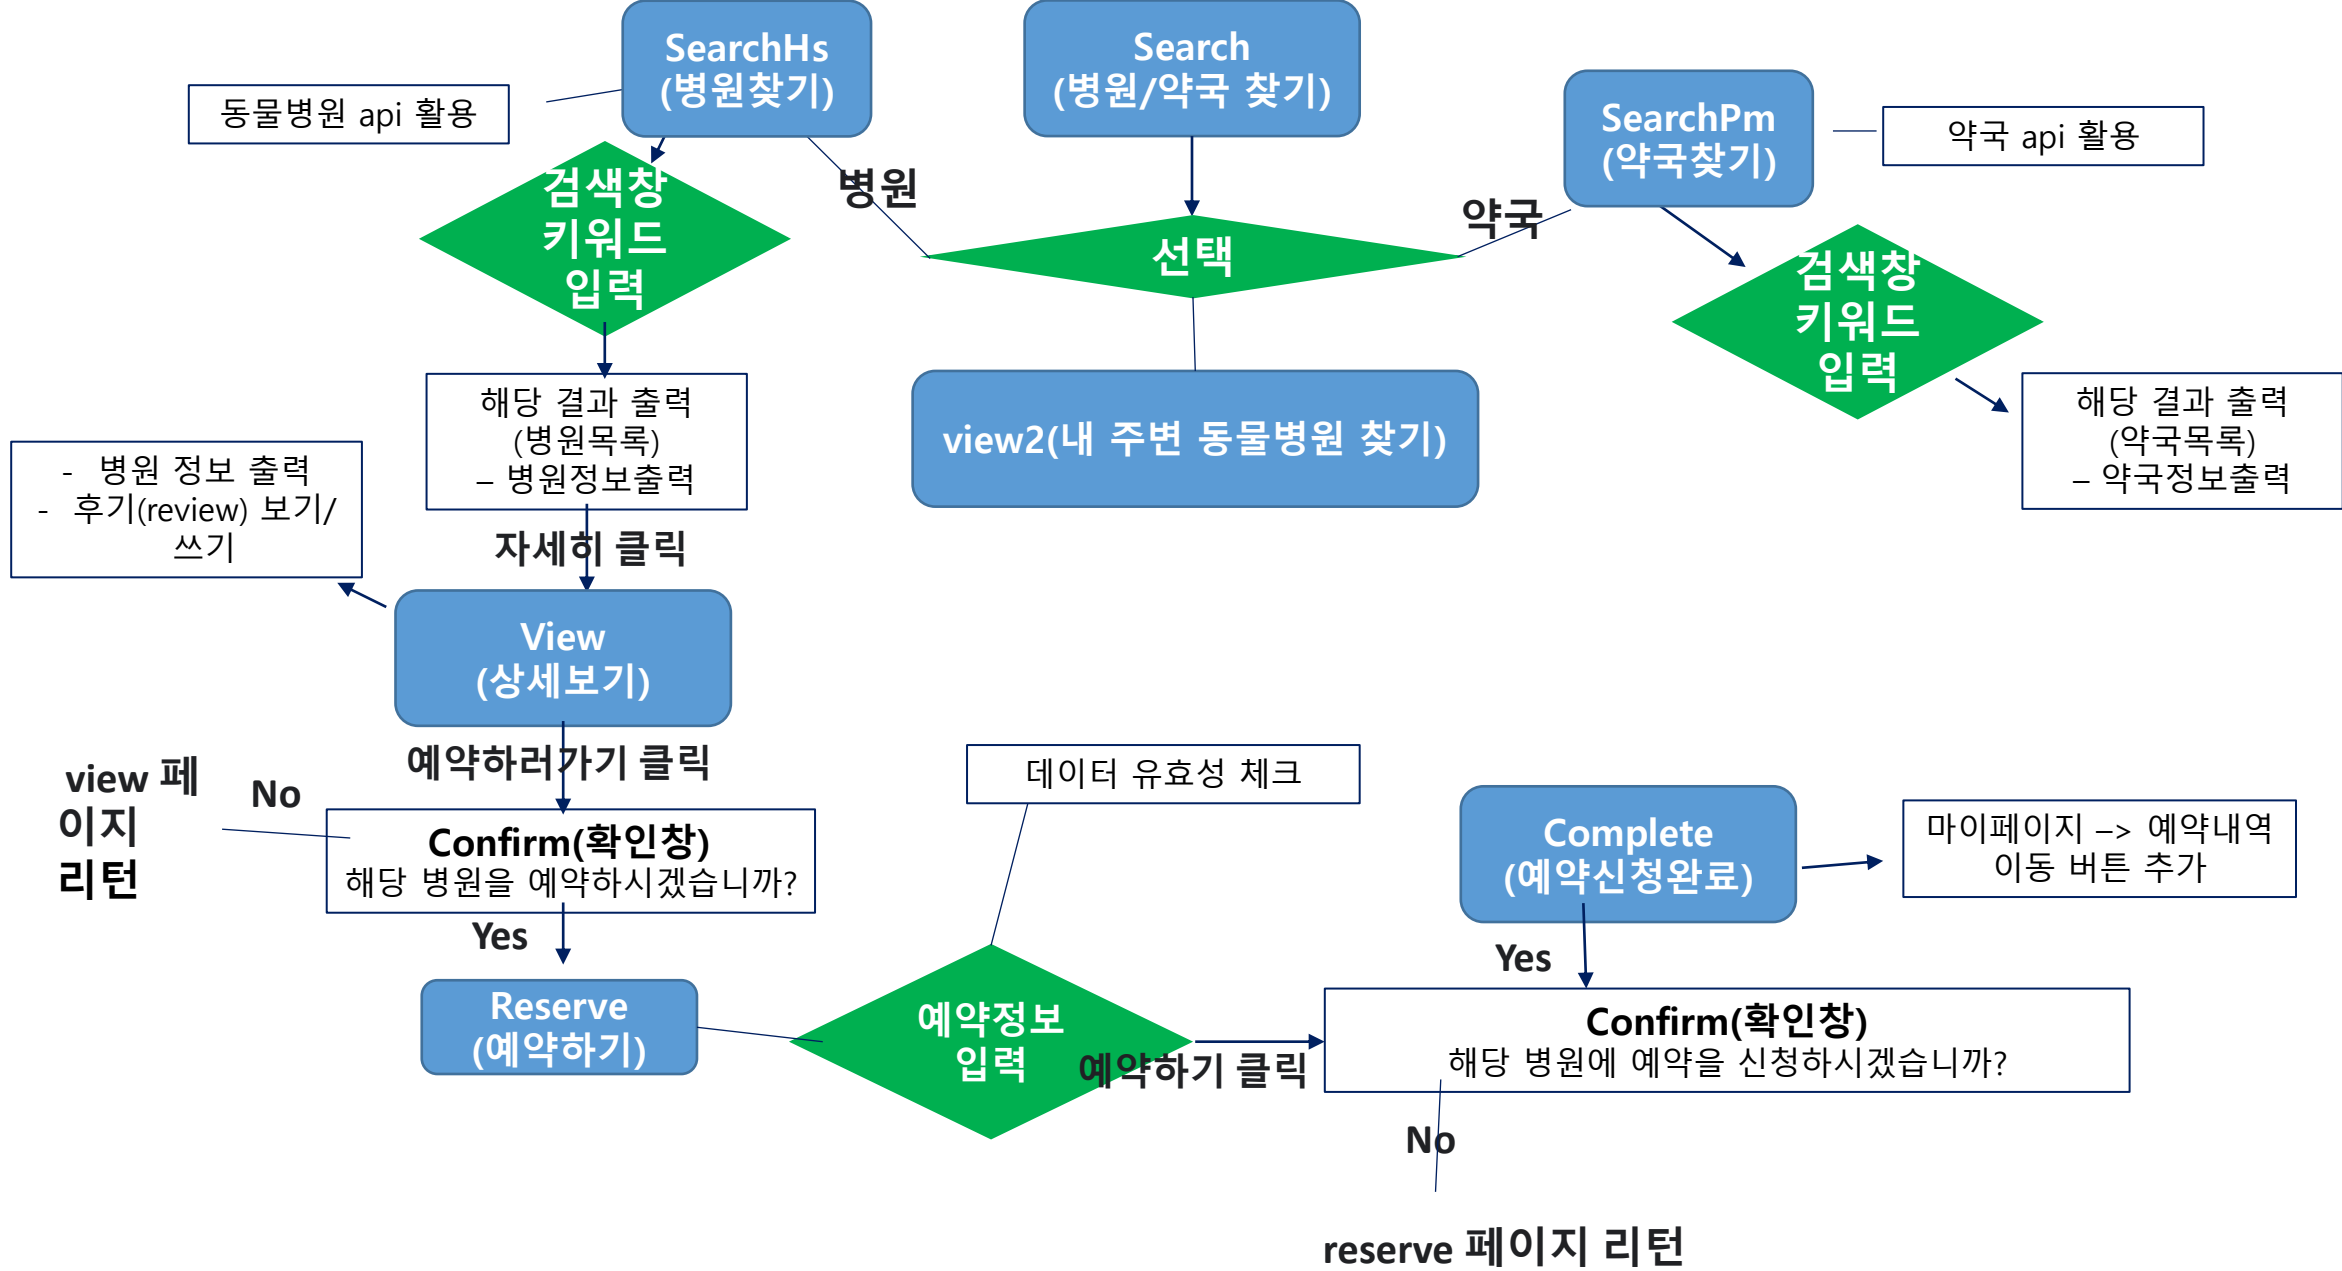 SearchHs
(병원찾기)
Search
(병원/약국 찾기)
SearchPm
(약국찾기)
동물병원 api 활용
약국 api 활용
검색창
키워드
입력
병원
선택
약국
검색창
키워드
입력
해당 결과 출력
(병원목록)
– 병원정보출력
view2(내 주변 동물병원 찾기)
해당 결과 출력
(약국목록)
– 약국정보출력
- 병원 정보 출력
- 후기(review) 보기/
쓰기
자세히 클릭
View
(상세보기)
예약하러가기 클릭
view 페
이지
리턴
No
Confirm(확인창)
해당 병원을 예약하시겠습니까?
Yes
Reserve
(예약하기)
데이터 유효성 체크
예약정보
입력
예약하기 클릭
Complete
(예약신청완료)
마이페이지 –> 예약내역
이동 버튼 추가
Yes
Confirm(확인창)
해당 병원에 예약을 신청하시겠습니까?
No
reserve 페이지 리턴